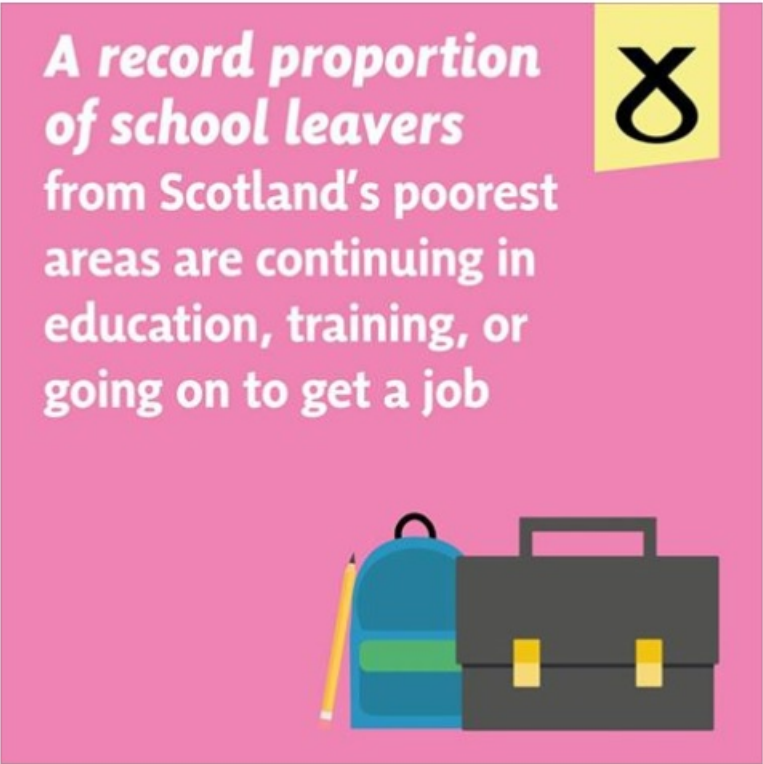 A record proportion
of school leavers
from Scotland's poorest
areas are continuing in
education, training, or
going on to get a job